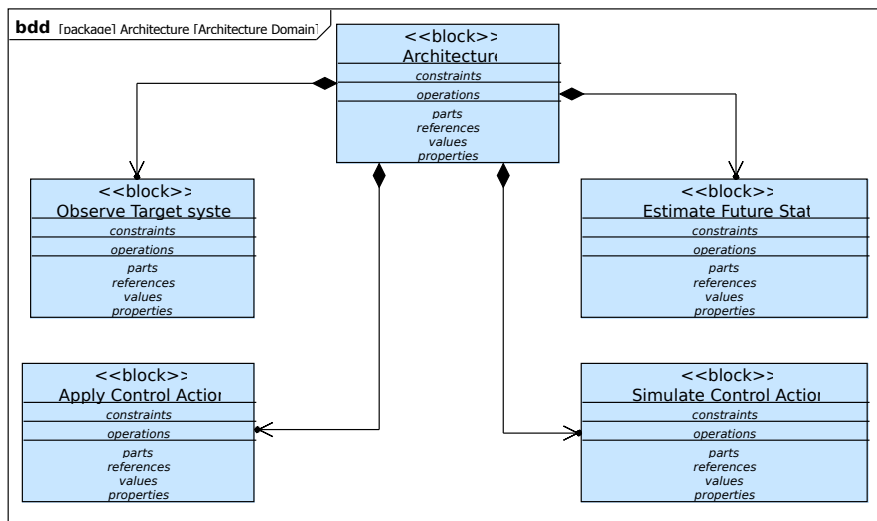 bdd [package] Architecture [Architecture Domain]
<<block>>
Architecture
constraints
operations
parts
references
values
properties
<<block>>
Observe Target syste
constraints
operations
parts
references
values
properties
<<block>>
Estimate Future Stat
constraints
operations
parts
references
values
properties
<<block>>
Apply Control Action
constraints
operations
parts
references
values
properties
<<block>>
Simulate Control Action
constraints
operations
parts
references
values
properties